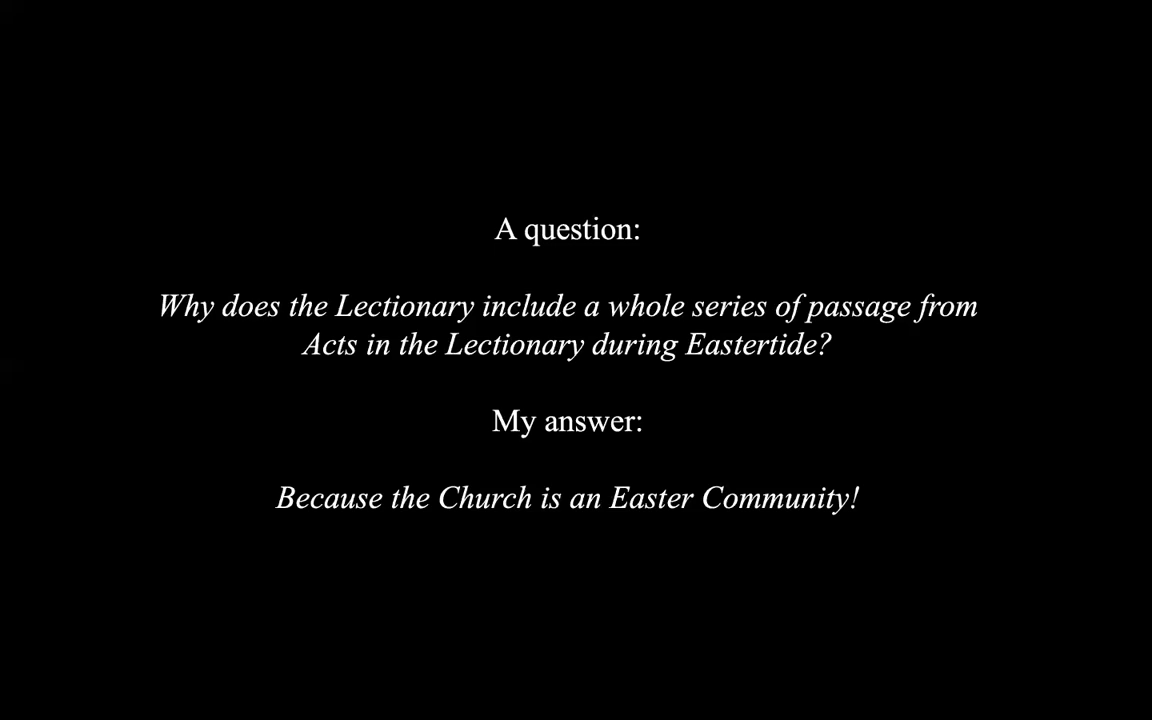 A question:
Why does the Lectionary include a whole series of passage from
Acts in the Lectionary during Eastertide?
My answer:
Because the Church is an Easter Community!